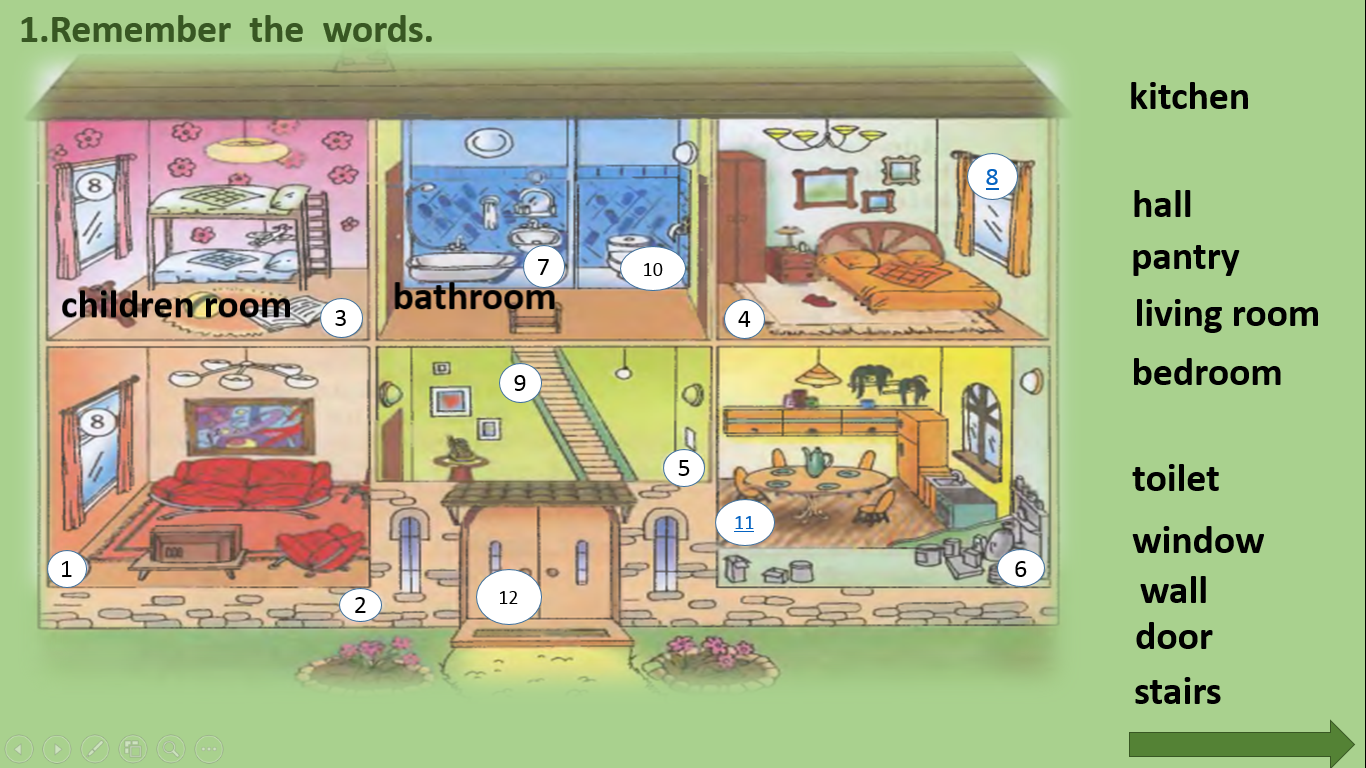 1.Remember the words.
kitchen
hall
pantry
living room
bedroom
toilet
window
wall
door
stairs
8
8
7
10
children room
bathroom
3
4
9
8
5
11
1
6
2
12